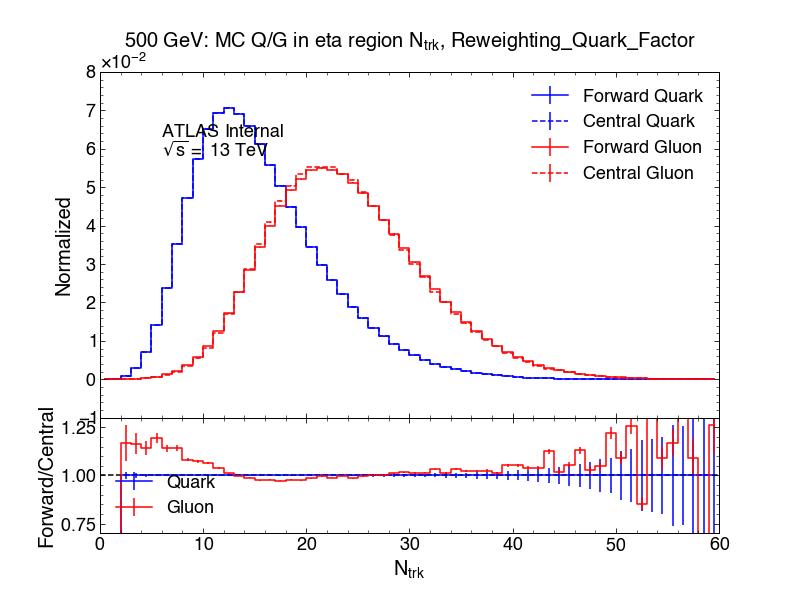 500 GeV: MC Q/G in eta region N_trk, Reweighting_Quark_Factor
×10⁻²
8
7
6
5
4
3
2
1
0
−1
Normalized
ATLAS Internal
√s = 13 TeV
Forward Quark
Central Quark
Forward Gluon
Central Gluon
Forward/Central
1.25
1.00
0.75
Quark
Gluon
0 10 20 30 40 50 60
N_trk